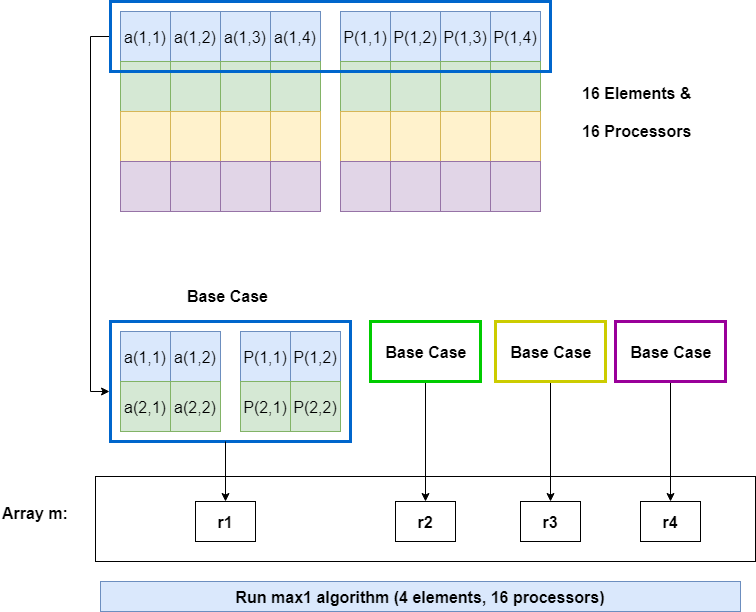 a(1,1) a(1,2) a(1,3) a(1,4) P(1,1) P(1,2) P(1,3) P(1,4)
16 Elements &
16 Processors
Base Case
a(1,1) a(1,2) P(1,1) P(1,2)
a(2,1) a(2,2) P(2,1) P(2,2)
Base Case
Base Case
Base Case
Array m:
r1 r2 r3 r4
Run max1 algorithm (4 elements, 16 processors)